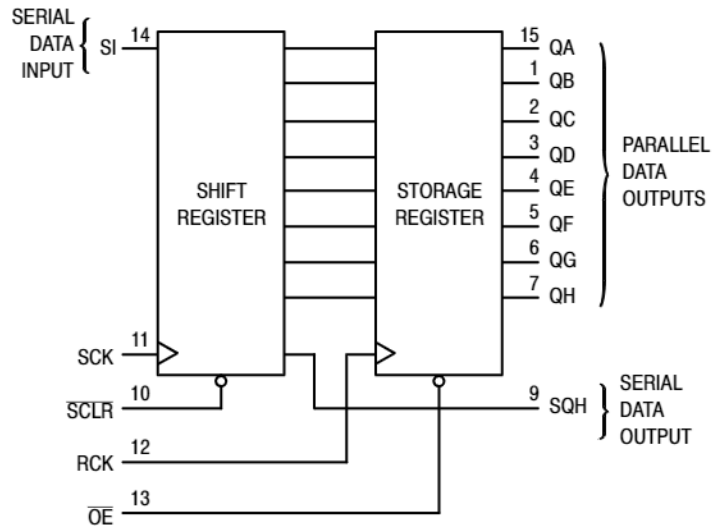 SERIAL
DATA
INPUT
SI
14
SHIFT
REGISTER
STORAGE
REGISTER
15 QA
1 QB
2 QC
3 QD
4 QE
5 QF
6 QG
7 QH
PARALLEL
DATA
OUTPUTS
SCK 11
SCLR 10
RCK 12
OE 13
9 SQH
SERIAL
DATA
OUTPUT